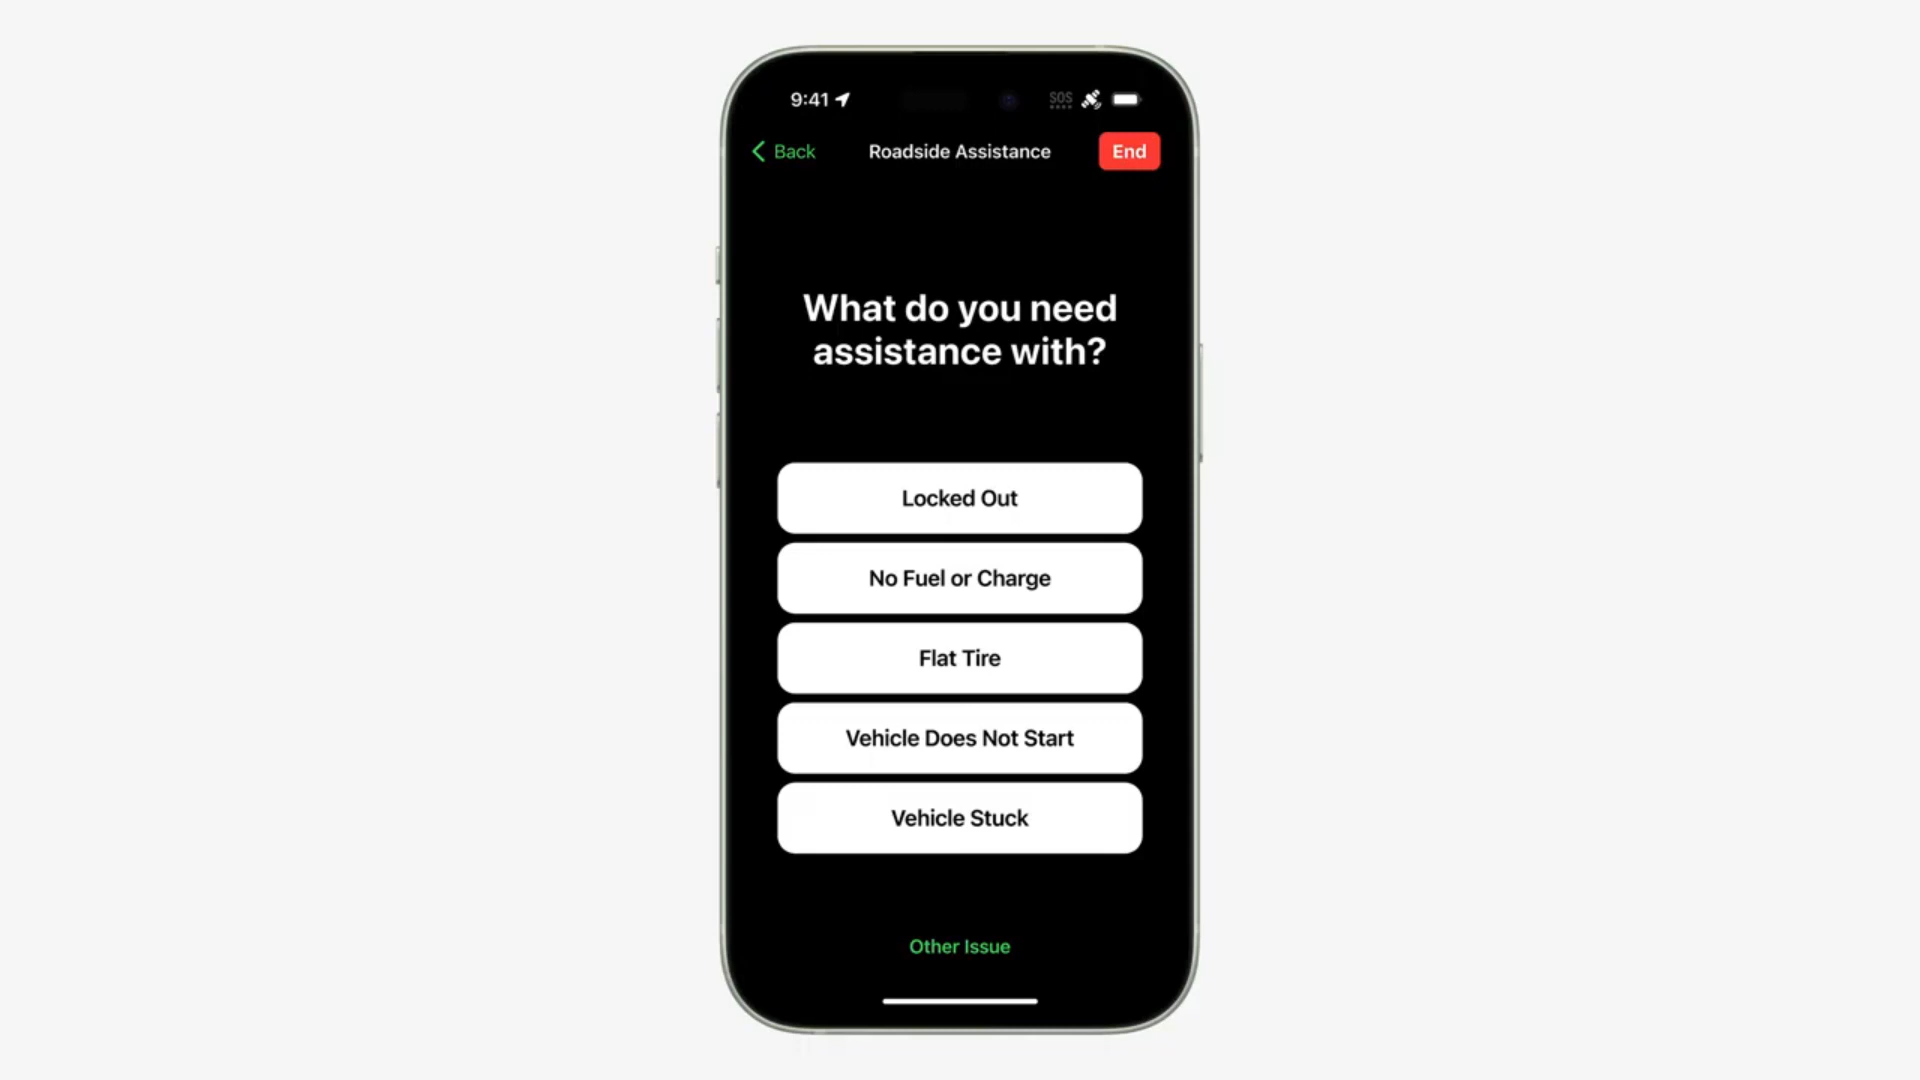 9:41 SOS
Back Roadside Assistance End
What do you need
assistance with?
Locked Out
No Fuel or Charge
Flat Tire
Vehicle Does Not Start
Vehicle Stuck
Other Issue